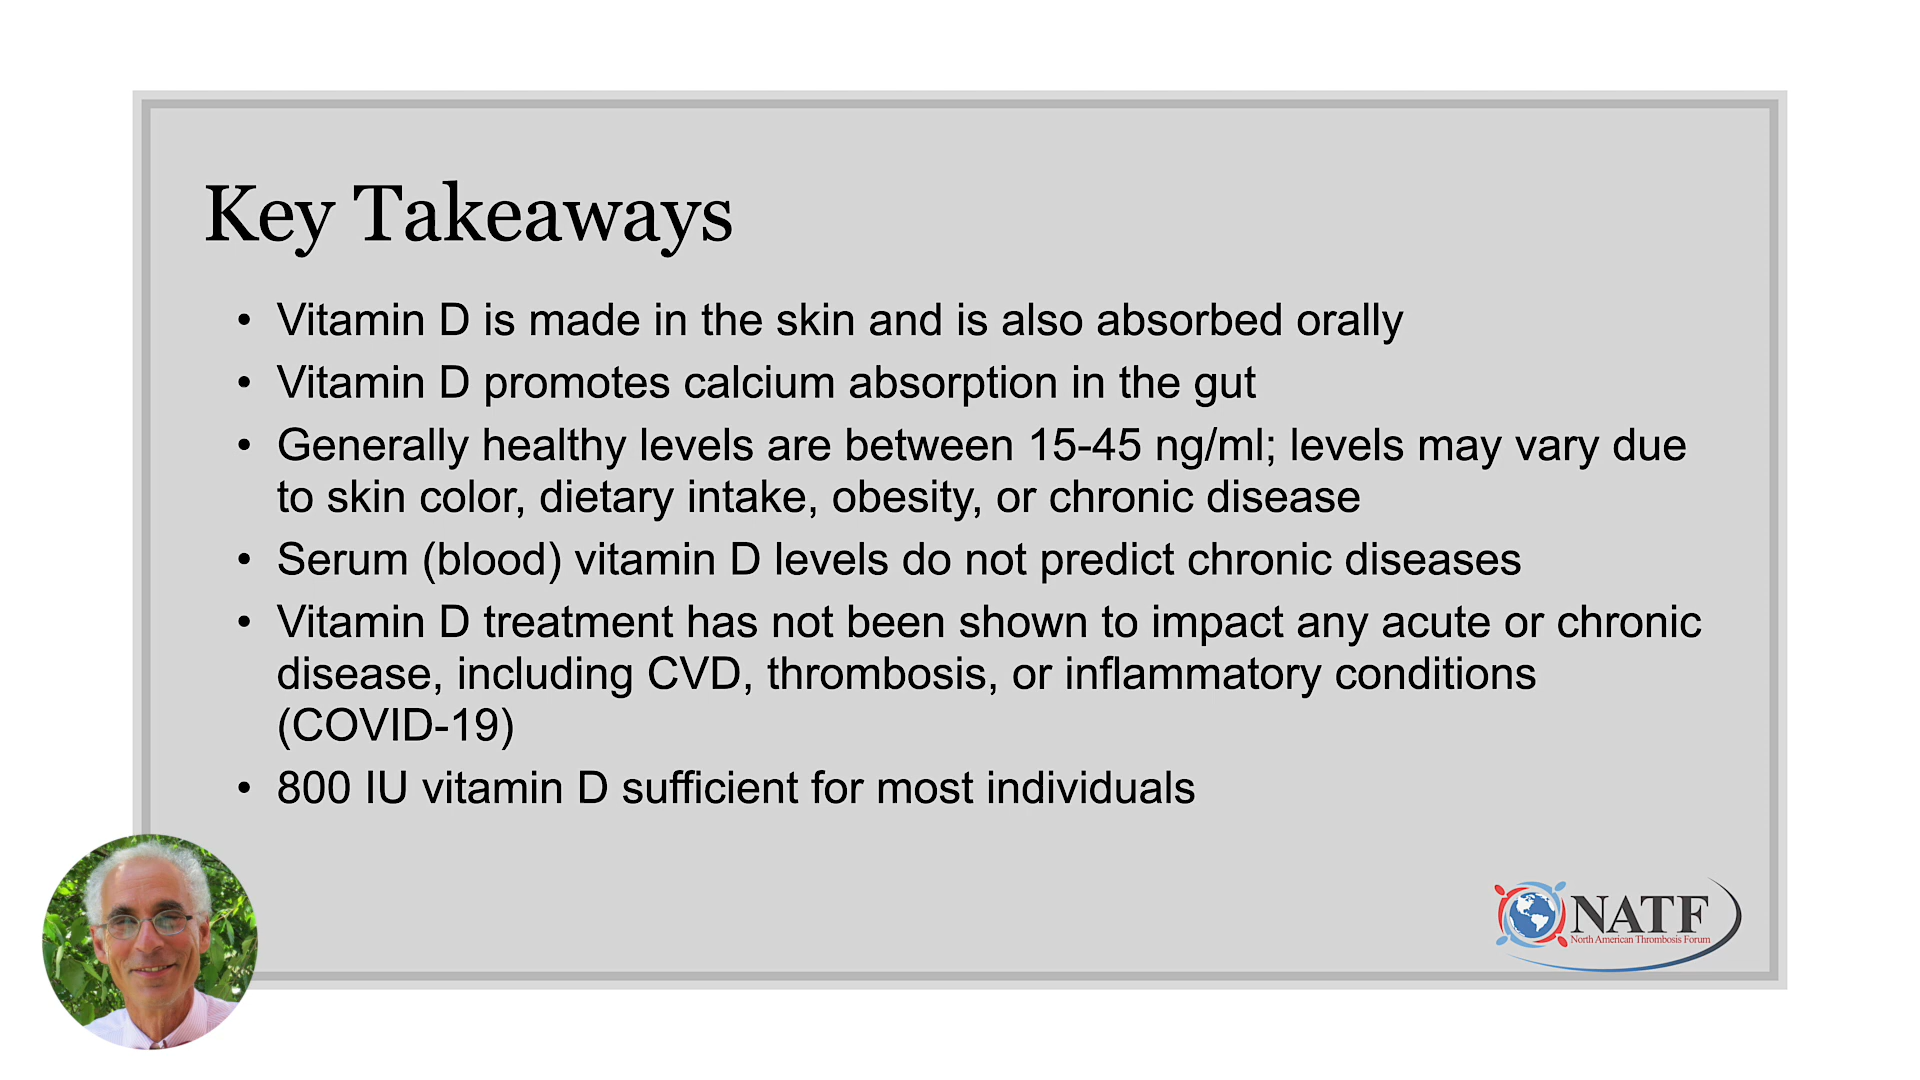 Key Takeaways
• Vitamin D is made in the skin and is also absorbed orally
• Vitamin D promotes calcium absorption in the gut
• Generally healthy levels are between 15-45 ng/ml; levels may vary due
to skin color, dietary intake, obesity, or chronic disease
• Serum (blood) vitamin D levels do not predict chronic diseases
• Vitamin D treatment has not been shown to impact any acute or chronic
disease, including CVD, thrombosis, or inflammatory conditions
(COVID-19)
• 800 IU vitamin D sufficient for most individuals
NATF
North American Thrombosis Forum